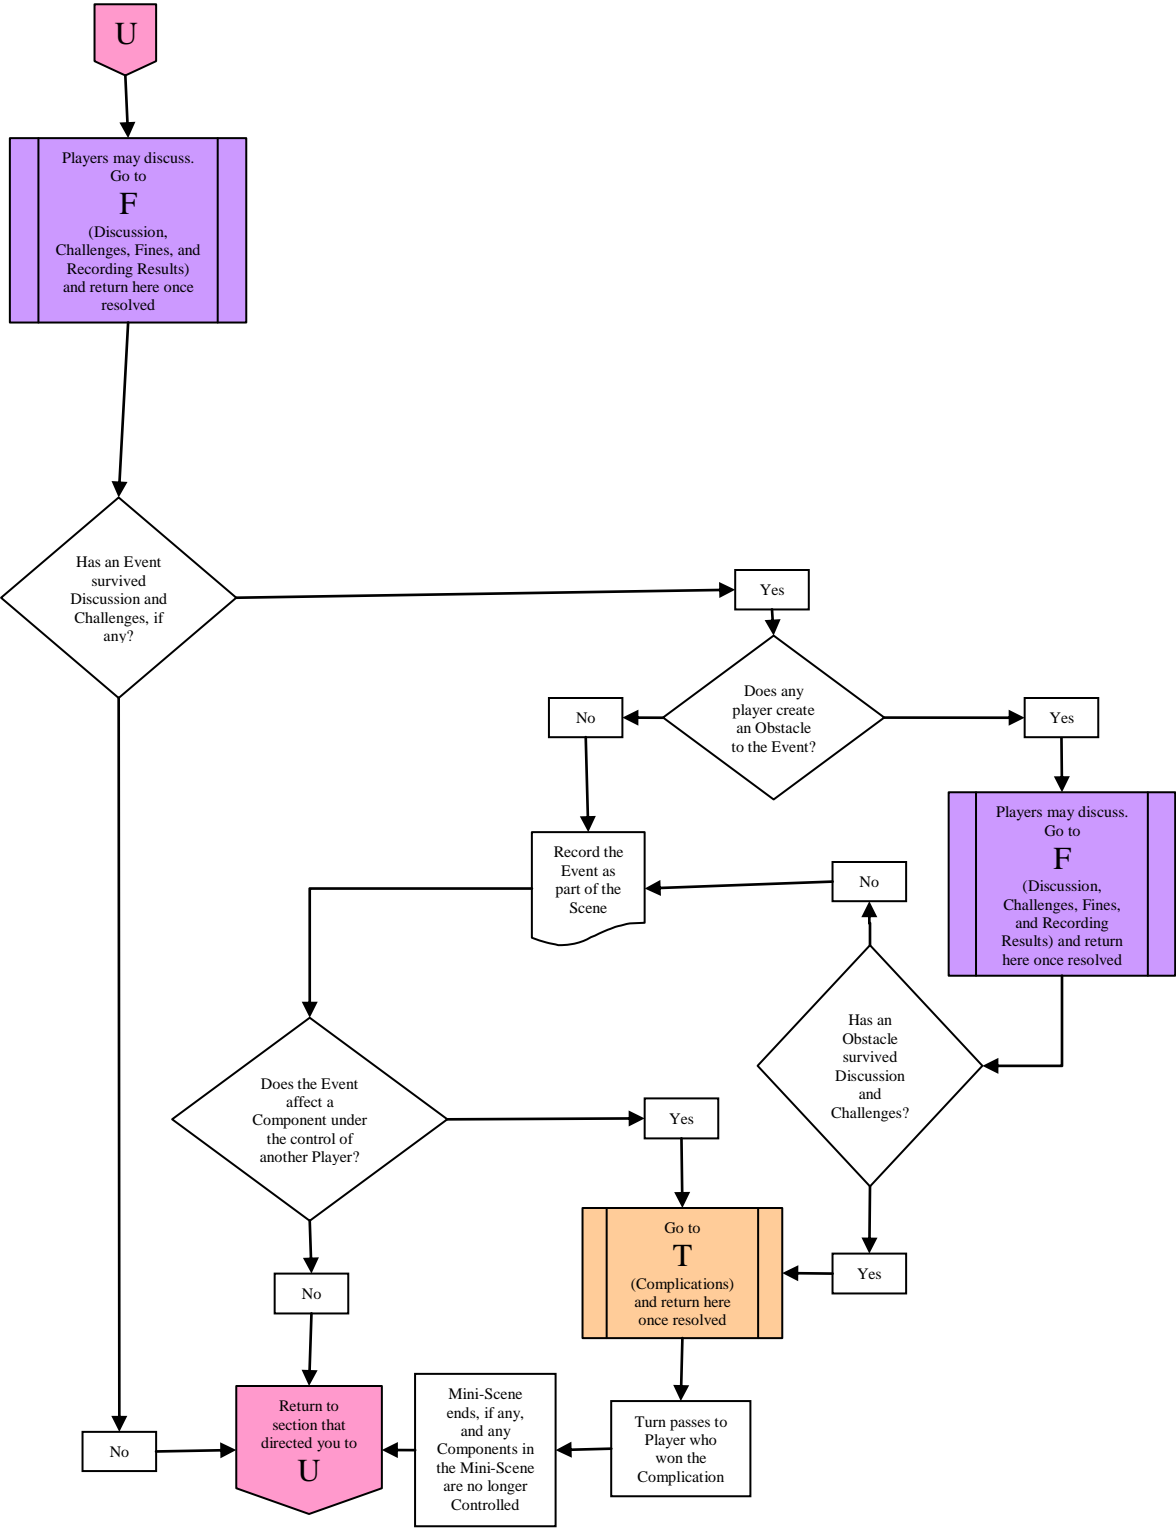 U
Players may discuss.
Go to
F
(Discussion,
Challenges, Fines, and
Recording Results)
and return here once
resolved
Has an Event
survived
Discussion and
Challenges, if
any?
Yes
Does any
player create
an Obstacle
to the Event?
No
Yes
Players may discuss.
Go to
F
(Discussion,
Challenges, Fines,
and Recording
Results) and return
here once resolved
Record the
Event as
part of the
Scene
No
Has an
Obstacle
survived
Discussion
and
Challenges?
Does the Event
affect a
Component under
the control of
another Player?
Yes
Go to
T
(Complications)
and return here
once resolved
Yes
No
Return to
section that
directed you to
U
Mini-Scene
ends, if any,
and any
Components in
the Mini-Scene
are no longer
Controlled
Turn passes to
Player who
won the
Complication
No